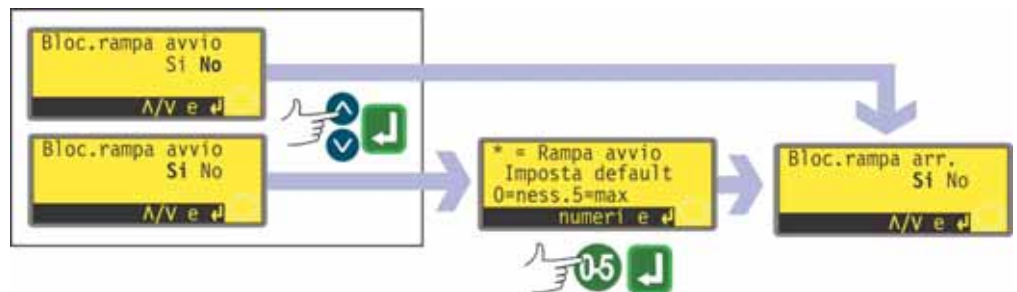 Bloc.rampa avvio
Si No
Λ/V e ↲
Bloc.rampa avvio
Si No
Λ/V e ↲
* = Rampa avvio
Imposta default
0=ness.5=max
numeri e ↲
0-5
Bloc.rampa arr.
Si No
Λ/V e ↲